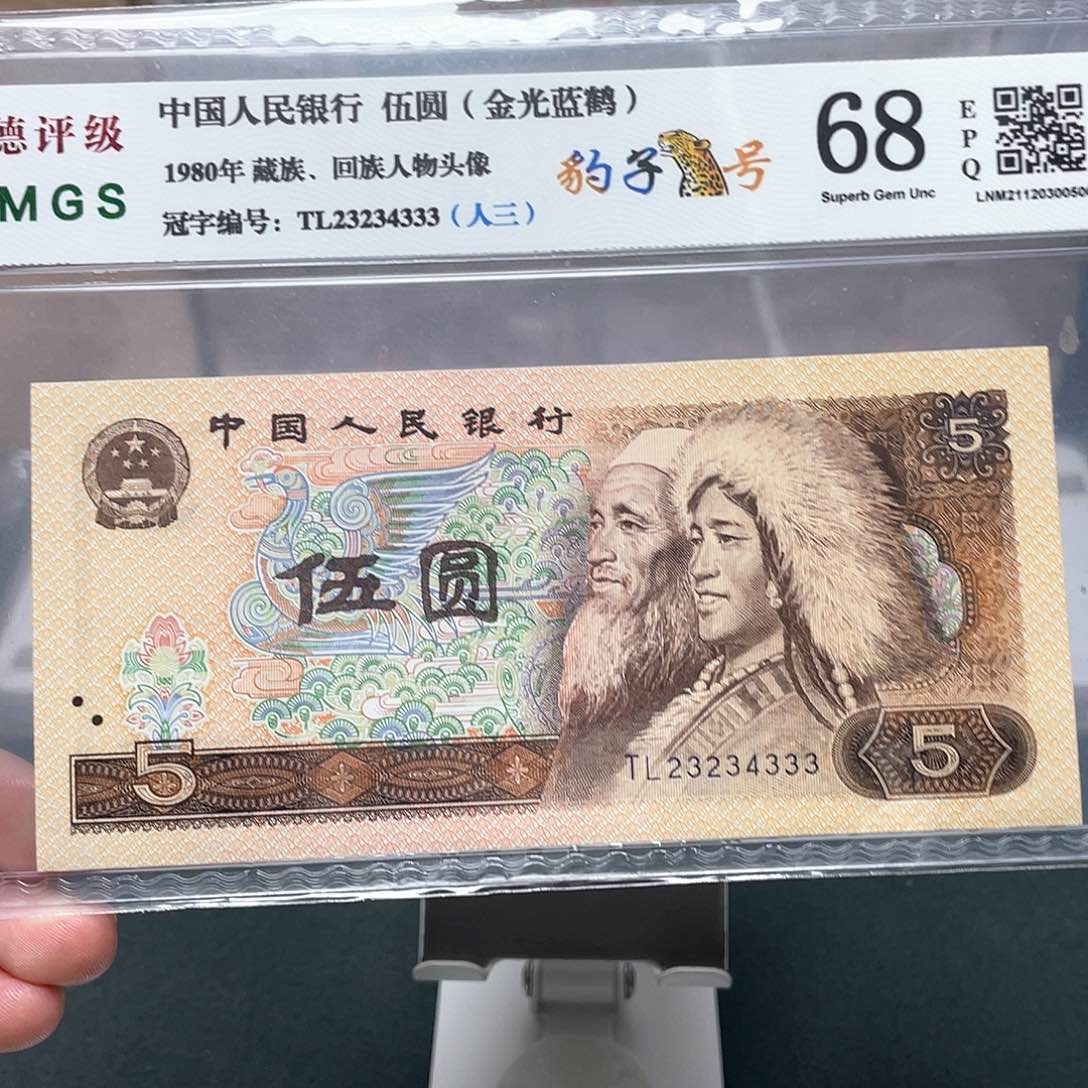 德评级
MGS
中国人民银行 伍圆（金光蓝鹤）
1980年 藏族、回族人物头像
冠字编号：TL23234333（人三）
豹子号
68
EPQ
Superb Gem Unc
中国人民银行
伍圆
5
5
TL23234333
5